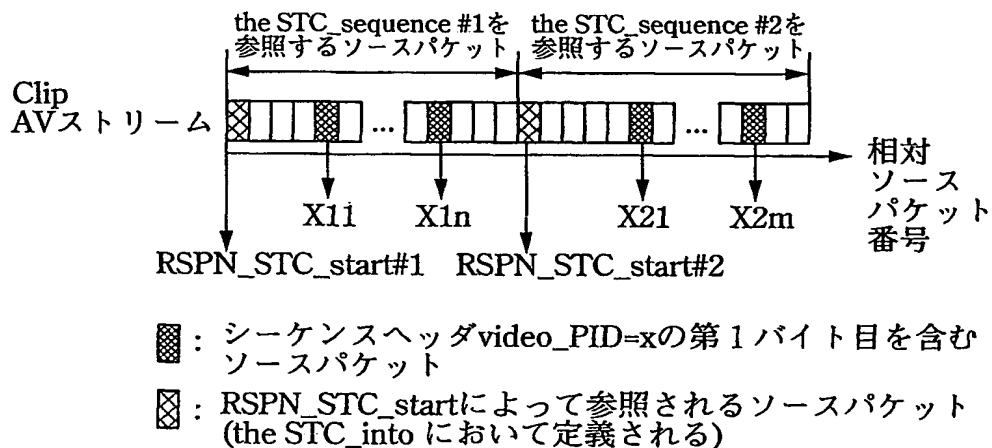 the STC_sequence #1を
参照するソースパケット
the STC_sequence #2を
参照するソースパケット
Clip
AVストリーム
...
...
相対
ソース
パケット
番号
X11
X1n
X21
X2m
RSPN_STC_start#1
RSPN_STC_start#2
: シーケンスヘッダvideo_PID=xの第1バイト目を含む
ソースパケット
: RSPN_STC_startによって参照されるソースパケット
(the STC_into において定義される)